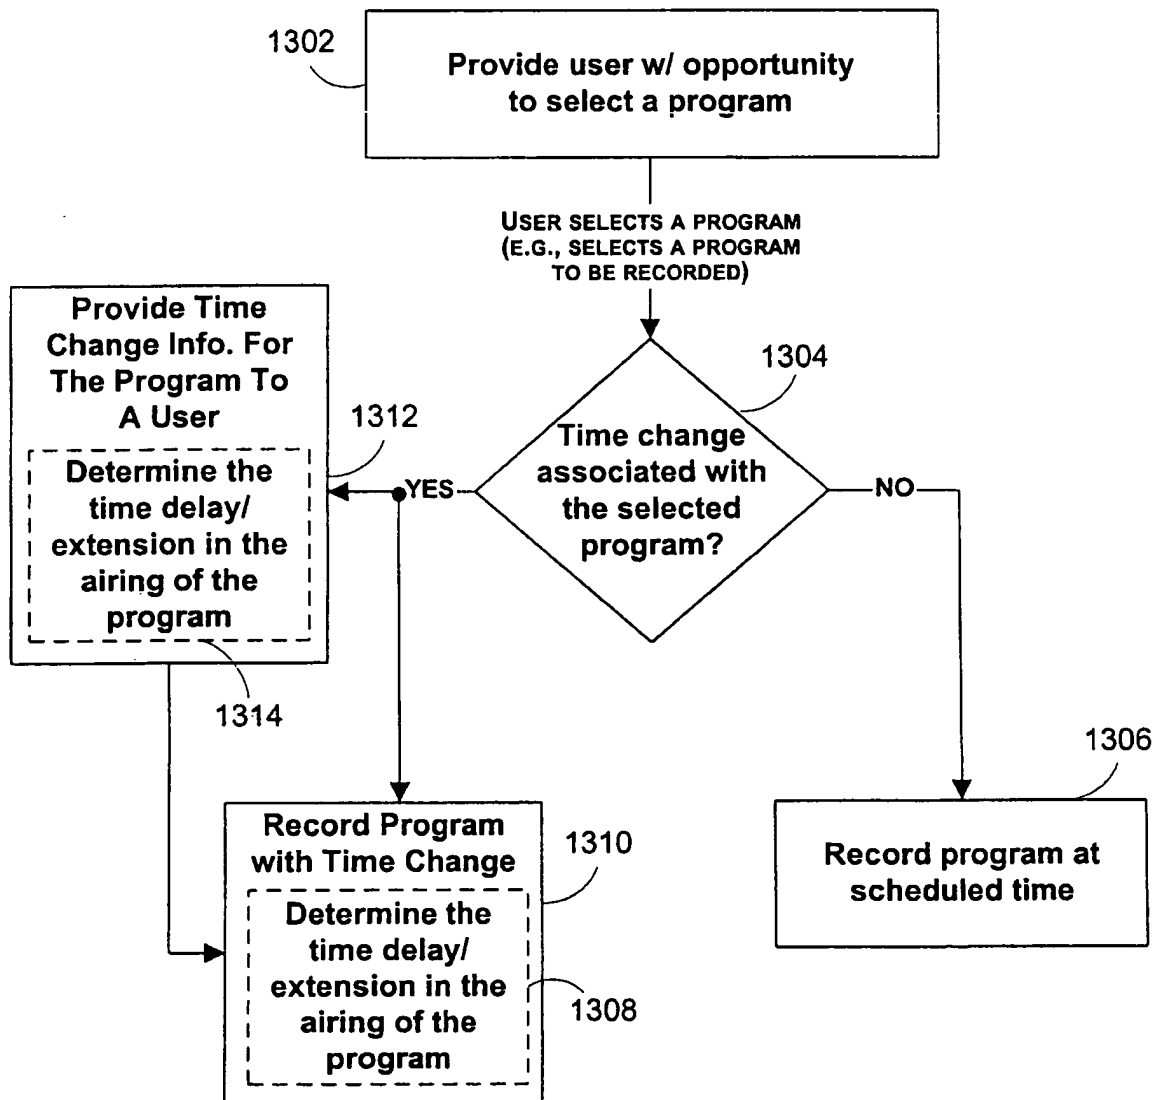 1302
Provide user w/ opportunity
to select a program
USER SELECTS A PROGRAM
(E.G., SELECTS A PROGRAM
TO BE RECORDED)
Provide Time
Change Info. For
The Program To
A User
1312
Determine the
time delay/
extension in the
airing of the
program
1314
1304
Time change
associated with
the selected
program?
YES
NO
1306
Record program at
scheduled time
Record Program
with Time Change
1310
Determine the
time delay/
extension in the
airing of the
program
1308